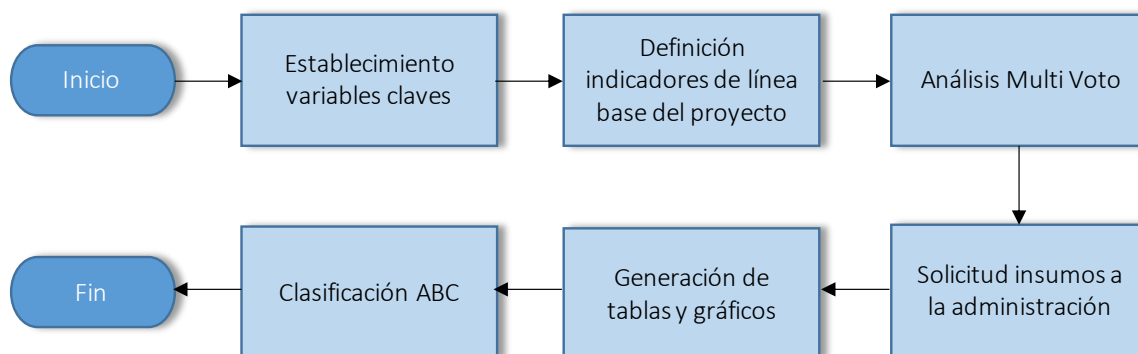 Inicio
Establecimiento
variables claves
Definición
indicadores de línea
base del proyecto
Análisis Multi Voto
Solicitud insumos a
la administración
Generación de
tablas y gráficos
Clasificación ABC
Fin